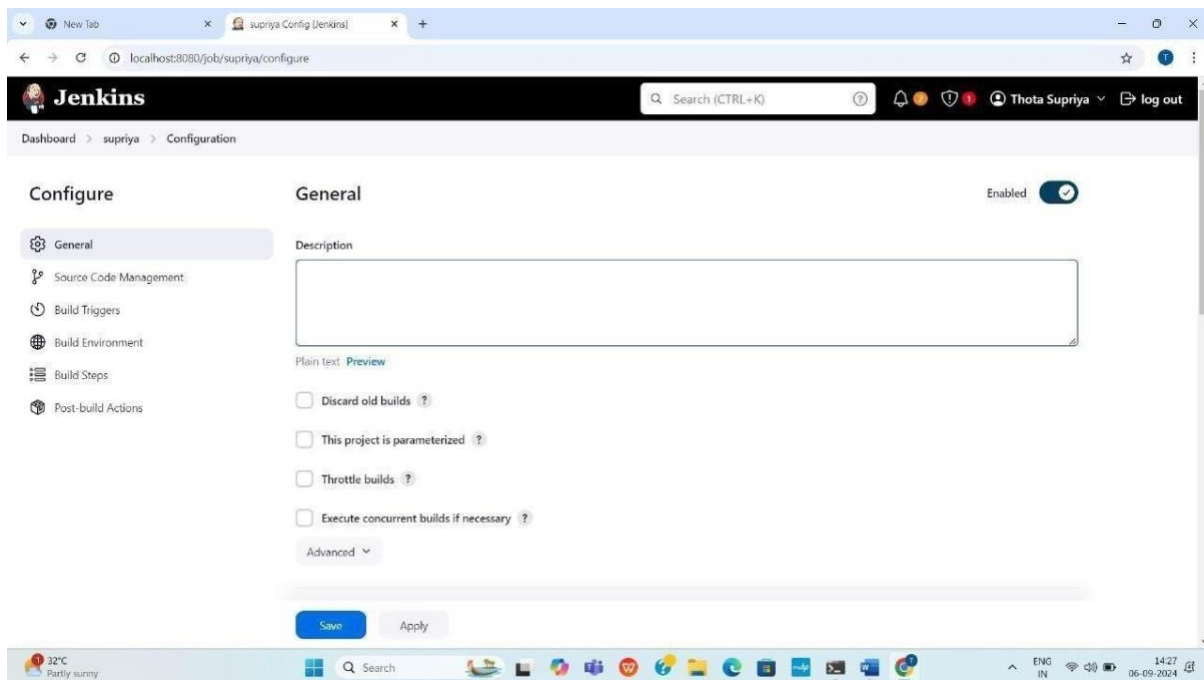 New Tab
supriya Config [Jenkins]
localhost:8080/job/supriya/configure
T
Jenkins
Search (CTRL+K)
?
2
1
Thota Supriya
log out
Dashboard > supriya > Configuration
Configure
General
Source Code Management
Build Triggers
Build Environment
Build Steps
Post-build Actions
General
Enabled
Description
Plain text Preview
Discard old builds ?
This project is parameterized ?
Throttle builds ?
Execute concurrent builds if necessary ?
Advanced
Save Apply
1
32°C
Partly sunny
Search
ENG
IN
14:27
06-09-2024